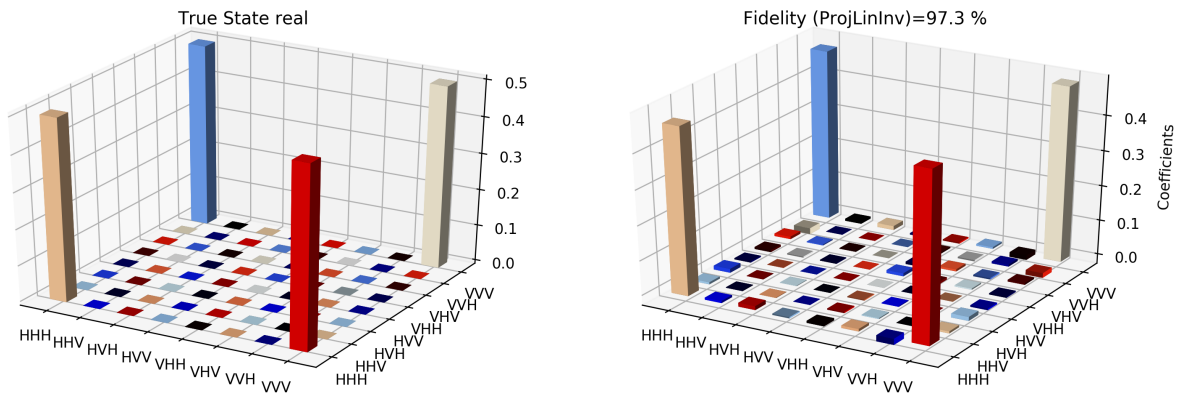 True State real
0.5
0.4
0.3
0.2
0.1
0.0
HHH
HHV
HVH
HVV
VHH
VHV
VVH
VVV
HHH
HHV
HVH
HVV
VHH
VHV
VVH
VVV
Fidelity (ProjLinInv)=97.3 %
0.4
0.3
0.2
0.1
0.0
Coefficients
HHH
HHV
HVH
HVV
VHH
VHV
VVH
VVV
HHH
HHV
HVH
HVV
VHH
VHV
VVH
VVV